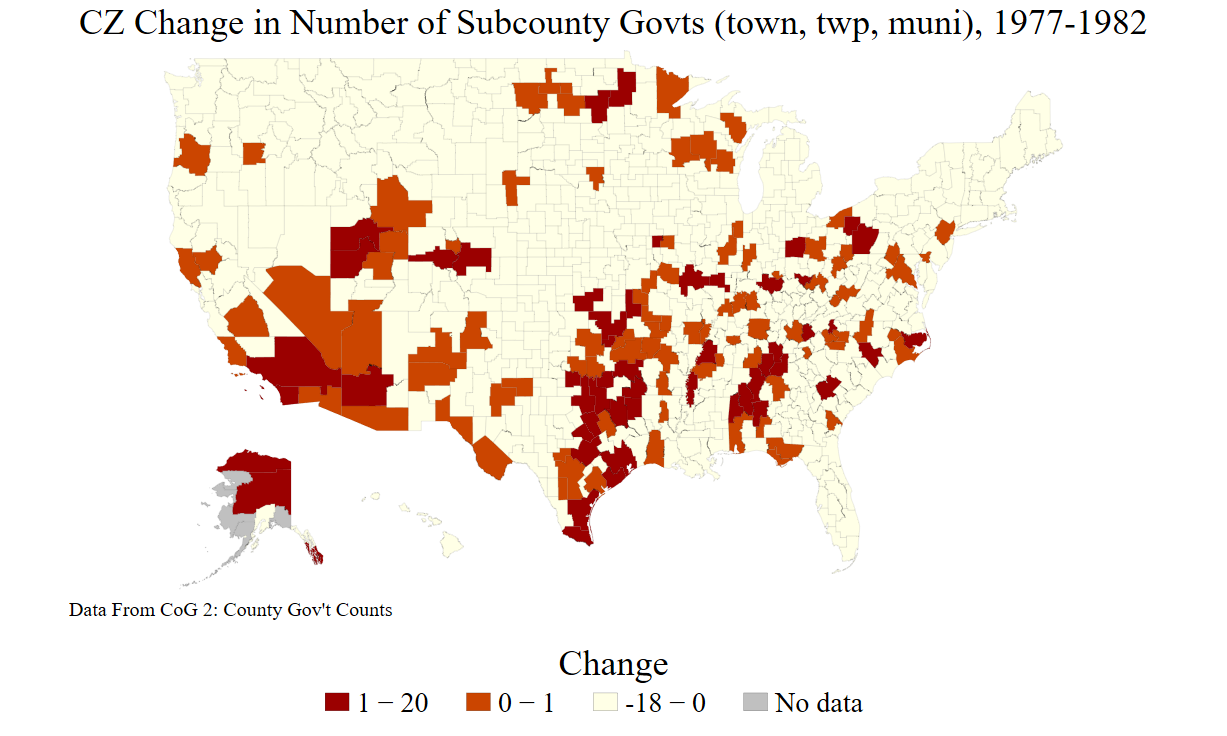 CZ Change in Number of Subcounty Govts (town, twp, muni), 1977-1982
Data From CoG 2: County Gov't Counts
Change
1 − 20 0 − 1 -18 − 0 No data